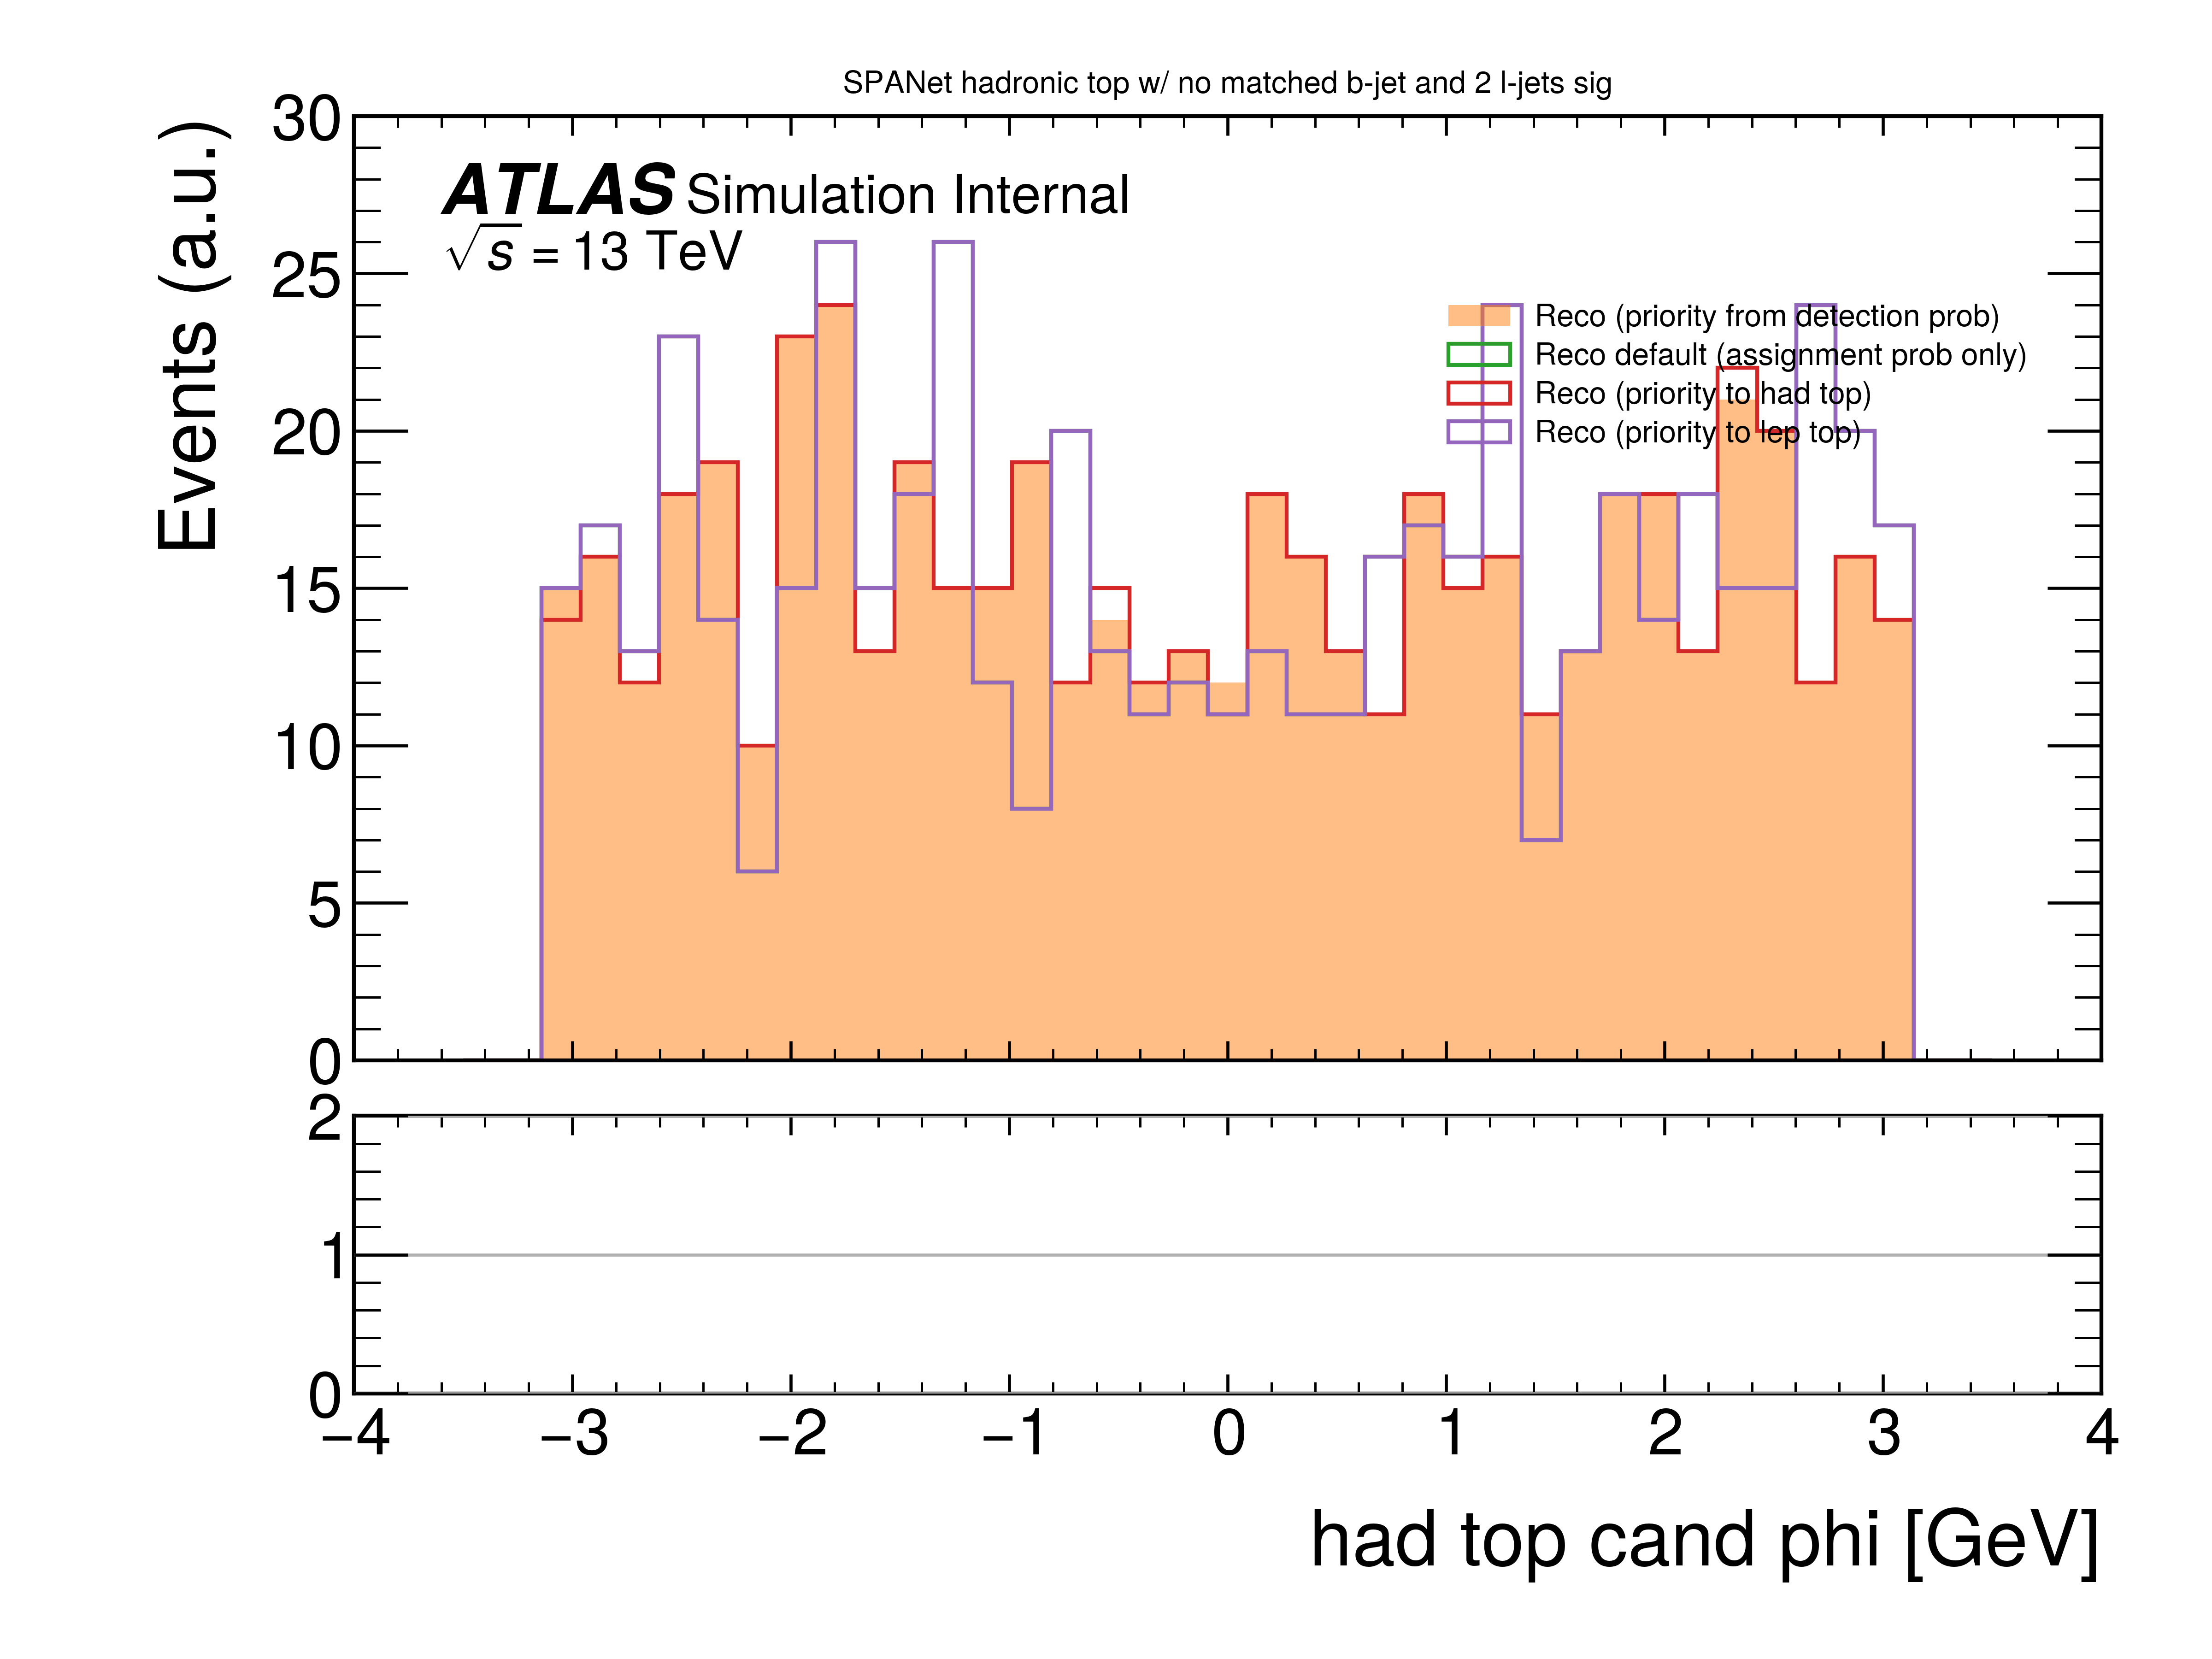 SPANet hadronic top w/ no matched b-jet and 2 l-jets sig
Events (a.u.)
30
25
20
15
10
5
0
ATLAS Simulation Internal
√s = 13 TeV
Reco (priority from detection prob)
Reco default (assignment prob only)
Reco (priority to had top)
Reco (priority to lep top)
2
1
0
−4 −3 −2 −1 0 1 2 3 4
had top cand phi [GeV]